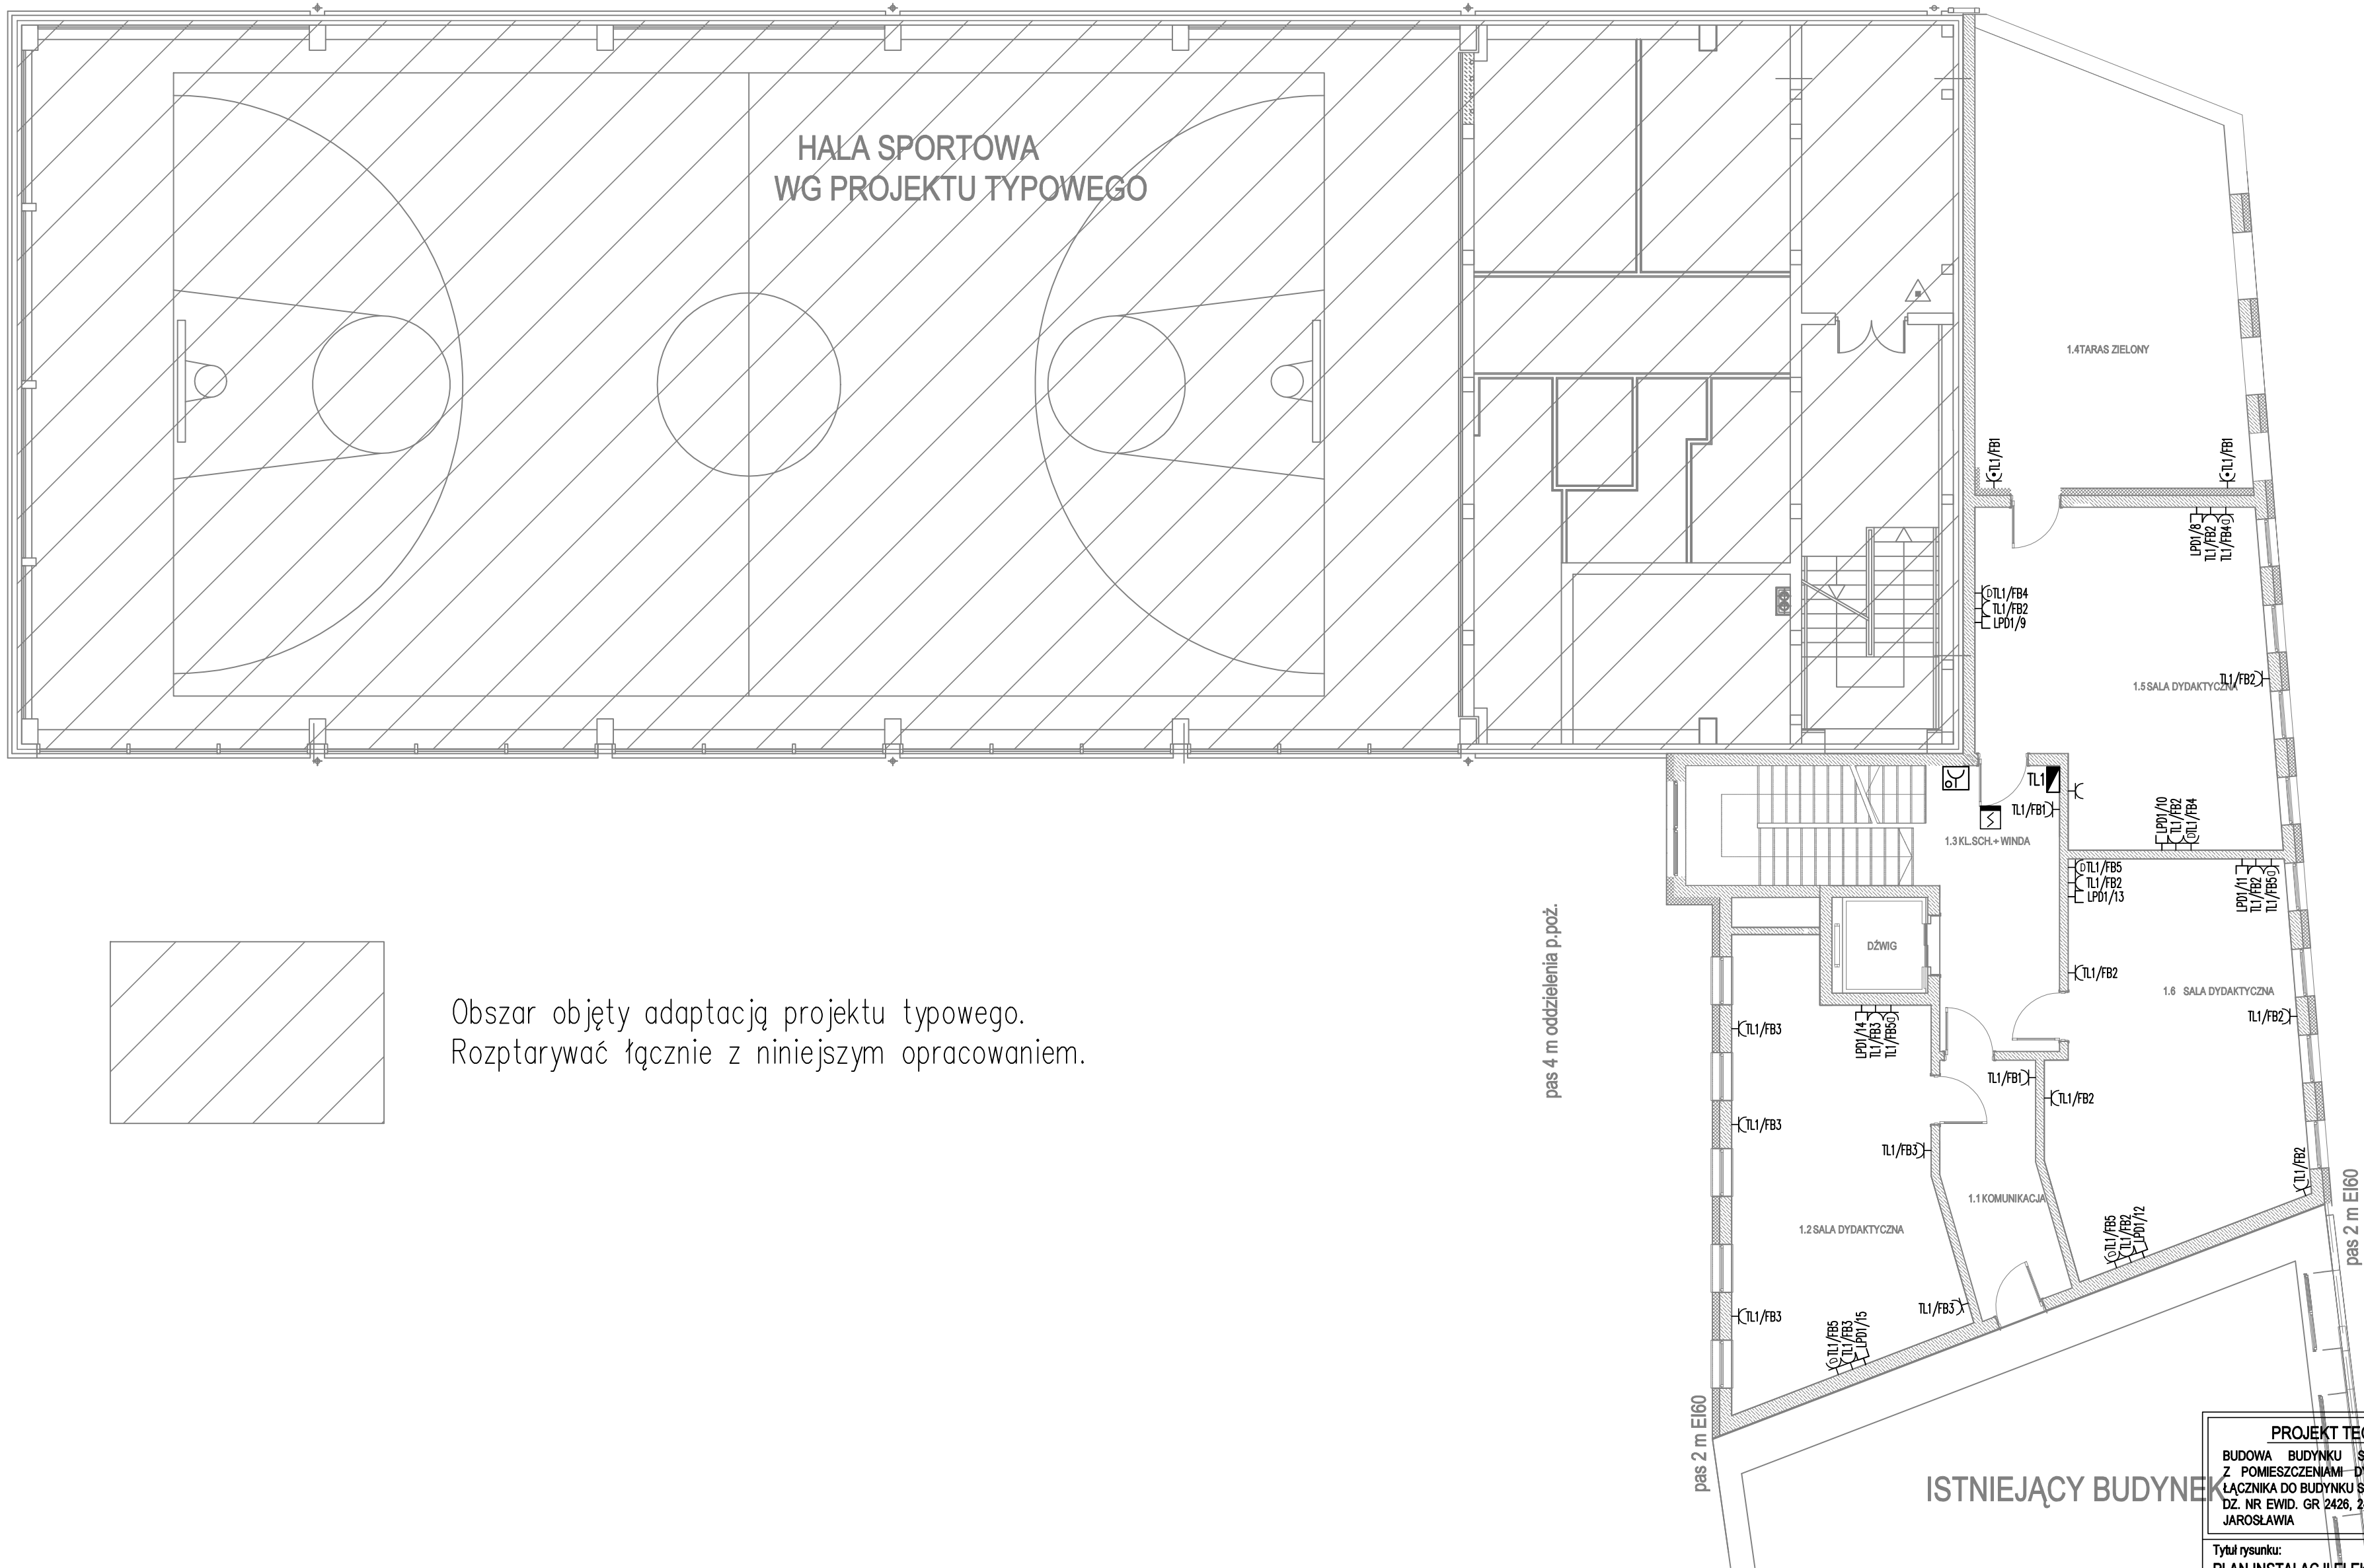 HALA SPORTOWA
WG PROJEKTU TYPOWEGO
1.4TARAS ZIELONY
TL1/FB1
TL1/FB1
LPD1/8
TL1/FB2
TL1/FB4
TL1/FB4
TL1/FB2
LPD1/9
1.5 SALA DYDAKTYCZNA
TL1/FB2
TL1
TL1/FB1
LPD1/10
TL1/FB2
TL1/FB4
1.3 KL.SCH.+ WINDA
TL1/FB5
TL1/FB2
LPD1/13
LPD1/11
TL1/FB2
TL1/FB5
pas 4 m oddzielenia p.poż.
DŹWIG
TL1/FB2
1.6 SALA DYDAKTYCZNA
TL1/FB2
Obszar objęty adaptacją projektu typowego.
Rozptarywać łącznie z niniejszym opracowaniem.
TL1/FB3
LPD1/14
TL1/FB3
TL1/FB5
TL1/FB1
TL1/FB2
TL1/FB3
TL1/FB3
TL1/FB2
1.1 KOMUNIKACJA
1.2 SALA DYDAKTYCZNA
TL1/FB5
TL1/FB2
LPD1/12
pas 2 m EI60
TL1/FB3
TL1/FB3
TL1/FB5
TL1/FB3
LPD1/15
pas 2 m EI60
ISTNIEJĄCY BUDYNEK
PROJEKT TE
BUDOWA BUDYNKU S
Z POMIESZCZENIAMI D
ŁĄCZNIKA DO BUDYNKU S
DZ. NR EWID. GR 2426, 2
JAROSŁAWIA
Tytuł rysunku: